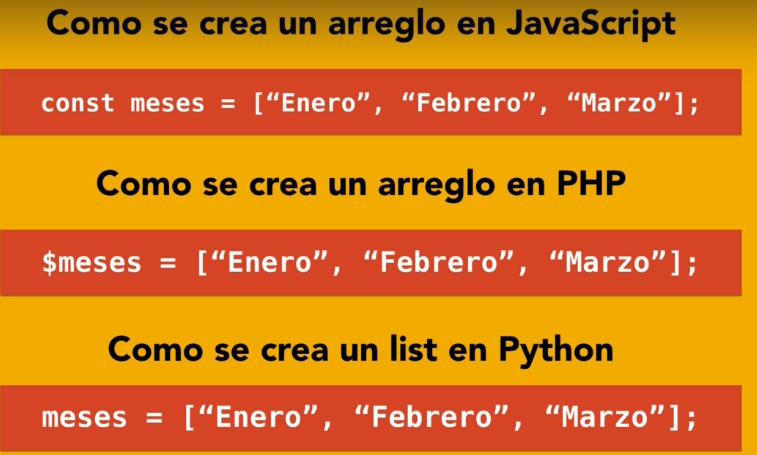 Como se crea un arreglo en JavaScript
const meses = [“Enero”, “Febrero”, “Marzo”];
Como se crea un arreglo en PHP
$meses = [“Enero”, “Febrero”, “Marzo”];
Como se crea un list en Python
meses = [“Enero”, “Febrero”, “Marzo”];